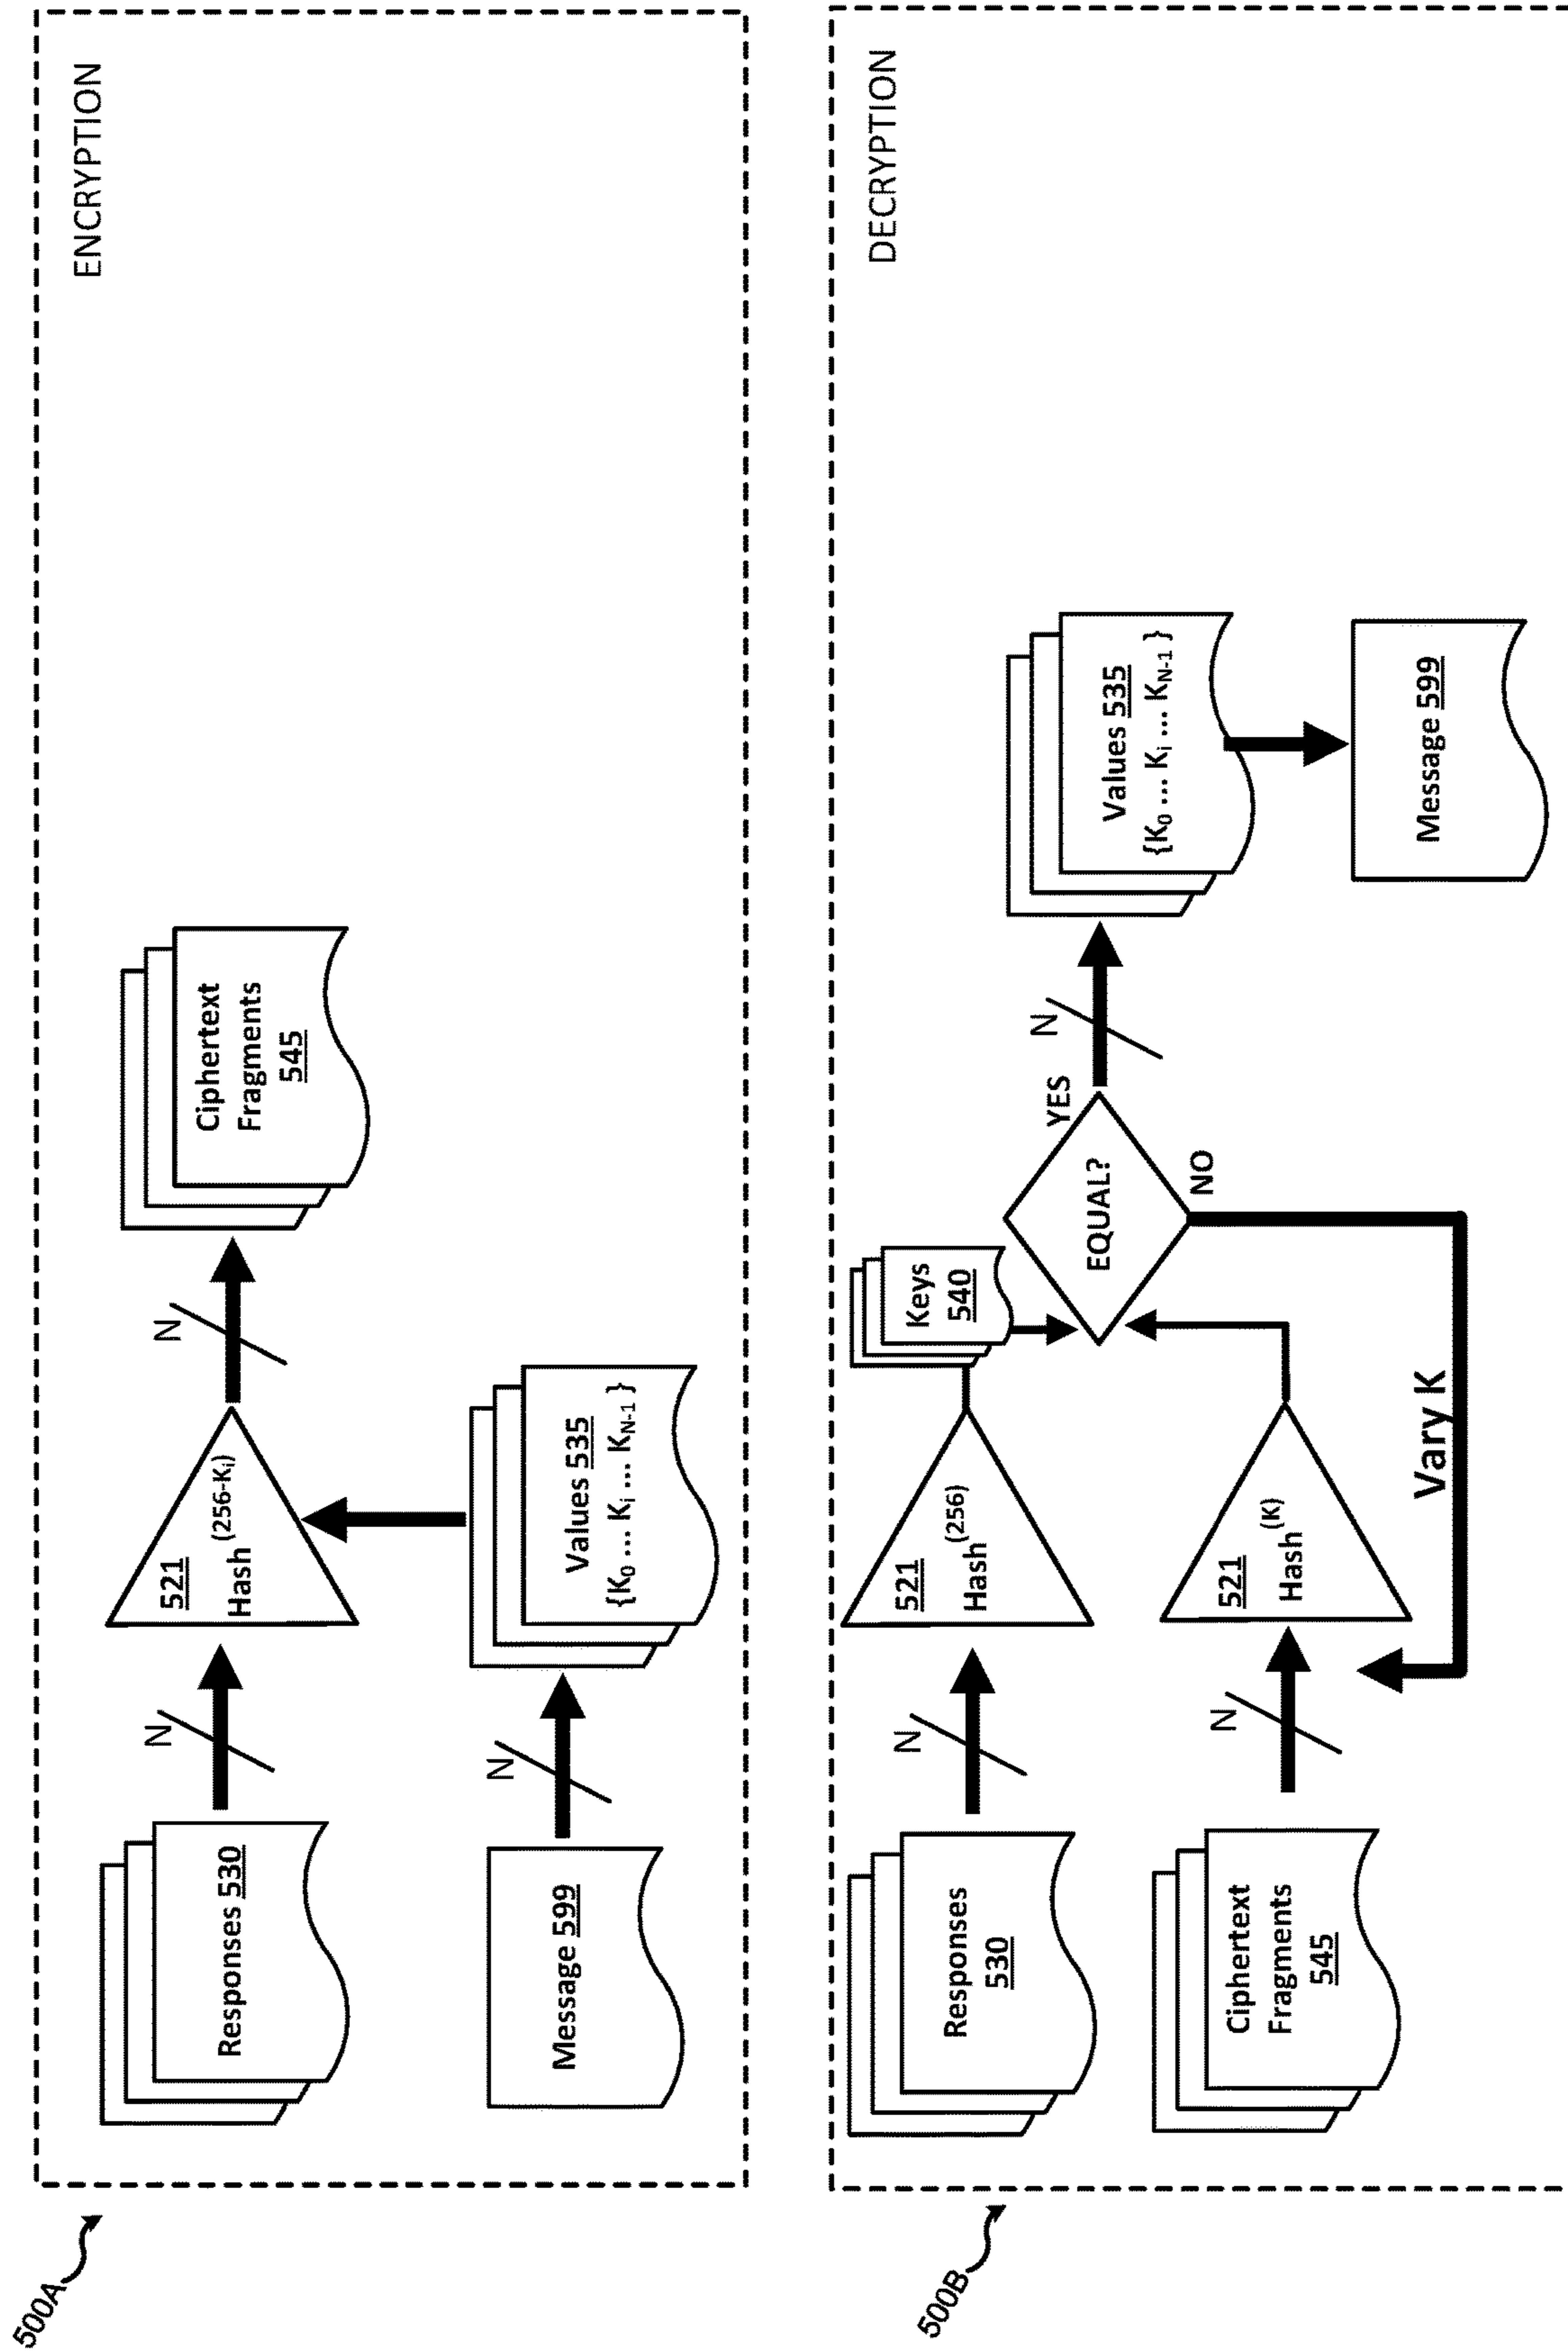 500A
ENCRYPTION
Responses 530
N
521
Hash(256-Ki)
N
Ciphertext
Fragments
545
Message 599
N
Values 535
{K0 ... Ki ... KN-1 }
500B
DECRYPTION
Responses
530
N
521
Hash(256)
Keys
540
Ciphertext
Fragments
545
N
521
Hash(K)
EQUAL?
YES
NO
Vary K
N
Values 535
{K0 ... Ki ... KN-1 }
Message 599